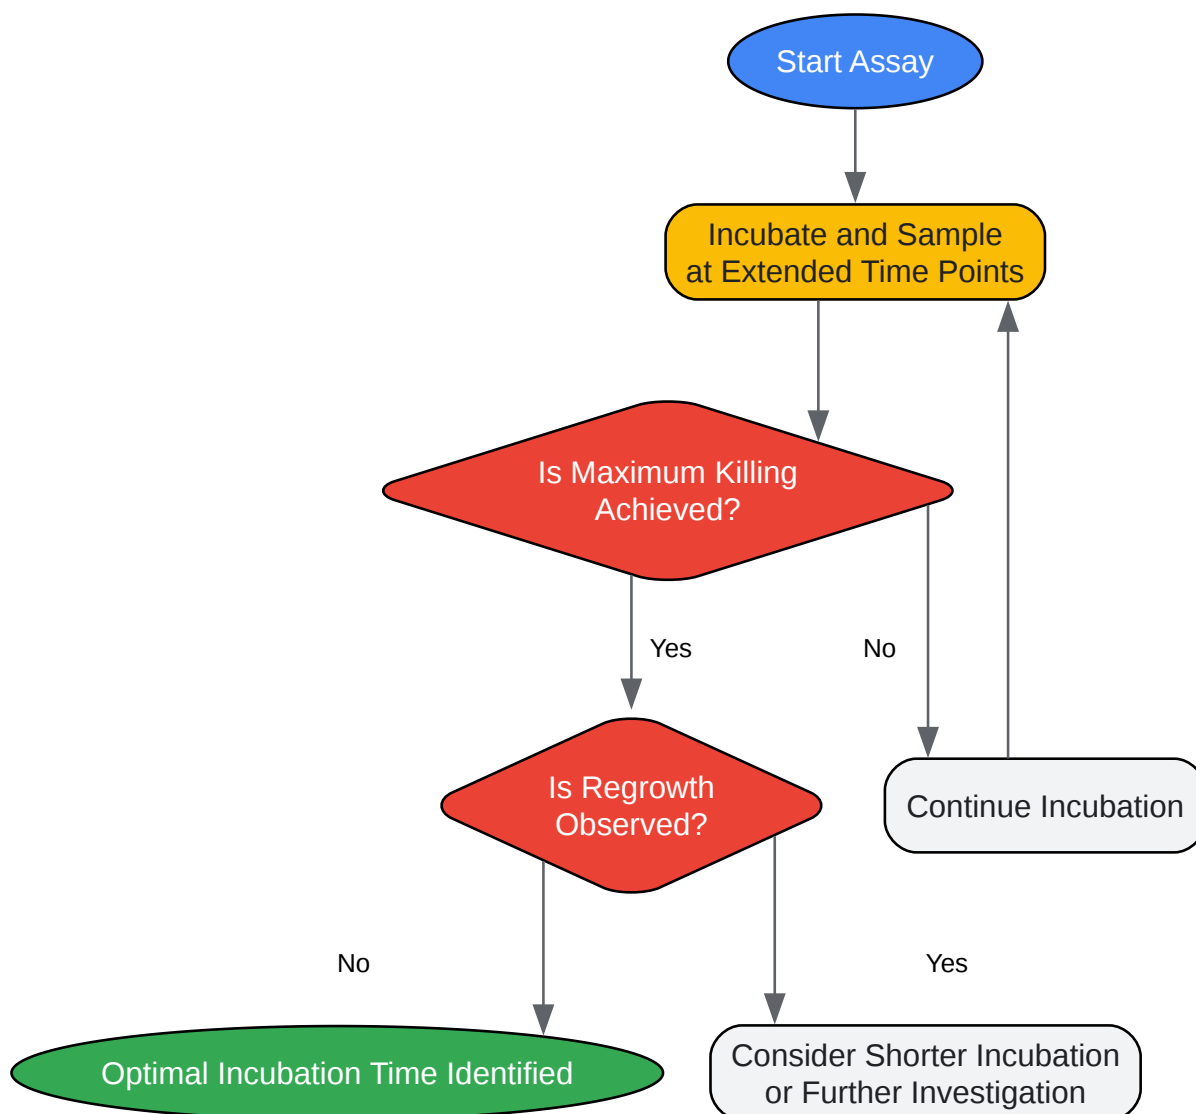 Start Assay
Incubate and Sample
at Extended Time Points
Is Maximum Killing
Achieved?
Yes
No
Is Regrowth
Observed?
Continue Incubation
No
Yes
Optimal Incubation Time Identified
Consider Shorter Incubation
or Further Investigation